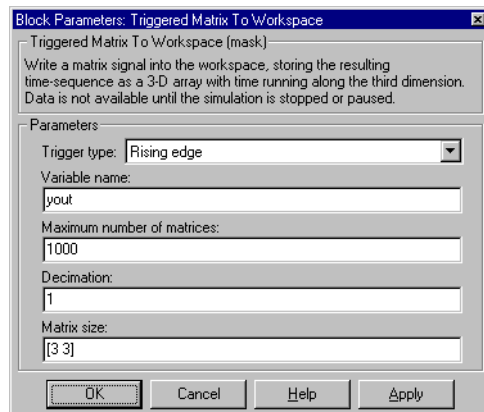 Block Parameters: Triggered Matrix To Workspace
Triggered Matrix To Workspace (mask)
Write a matrix signal into the workspace, storing the resulting
time-sequence as a 3-D array with time running along the third dimension.
Data is not available until the simulation is stopped or paused.
Parameters
Trigger type: Rising edge
Variable name:
yout
Maximum number of matrices:
1000
Decimation:
1
Matrix size:
[3 3]
OK Cancel Help Apply